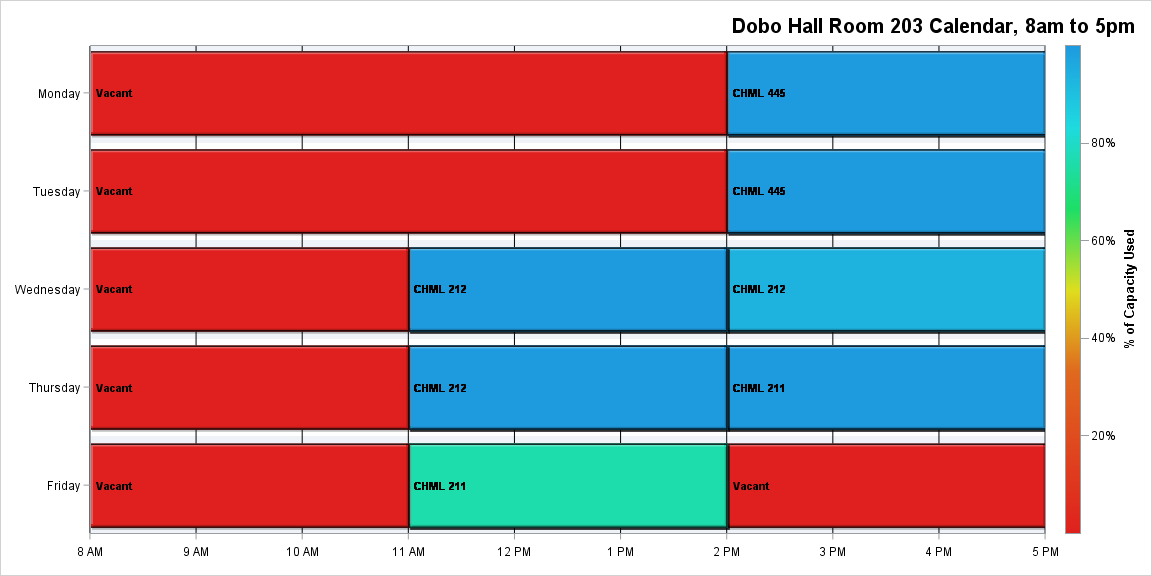 Dobo Hall Room 203 Calendar, 8am to 5pm
Monday
Vacant
CHML 445
Tuesday
Vacant
CHML 445
Wednesday
Vacant
CHML 212
CHML 212
Thursday
Vacant
CHML 212
CHML 211
Friday
Vacant
CHML 211
Vacant
8 AM
9 AM
10 AM
11 AM
12 PM
1 PM
2 PM
3 PM
4 PM
5 PM
80%
60%
40%
20%
% of Capacity Used